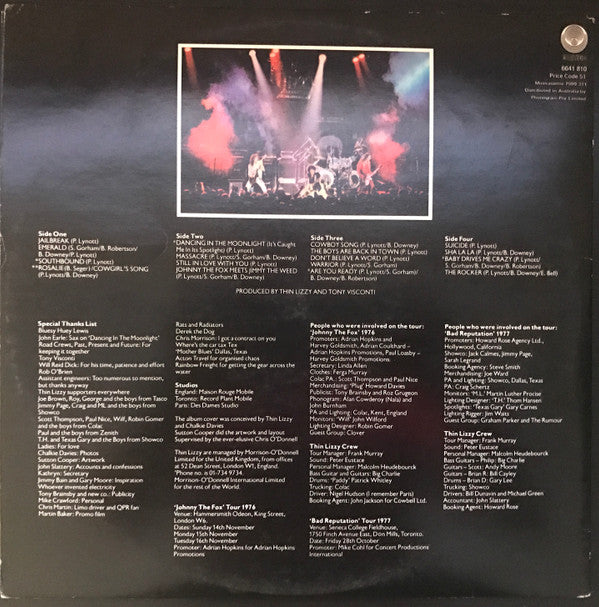 6641 810
Price Code 51
Distributed in Australia by
Phonogram Pty. Limited
Side One
JAILBREAK (P. Lynott)
EMERALD (S. Gorham/B. Robertson/
B. Downey/P. Lynott)
*SOUTHBOUND (P. Lynott)
**ROSALIE (B. Seger)/COWGIRL'S SONG
(P. Lynott/B. Downey)
Side Two
*DANCING IN THE MOONLIGHT (It's Caught
Me In Its Spotlight) (P. Lynott)
MASSACRE (P. Lynott/S. Gorham/B. Downey)
STILL IN LOVE WITH YOU (P. Lynott)
JOHNNY THE FOX MEETS JIMMY THE WEED
(P. Lynott/S. Gorham/B. Downey)
Side Three
COWBOY SONG (P. Lynott/B. Downey)
THE BOYS ARE BACK IN TOWN (P. Lynott)
DON'T BELIEVE A WORD (P. Lynott)
WARRIOR (P. Lynott/S. Gorham)
*ARE YOU READY (P. Lynott/S. Gorham/
B. Downey/B. Robertson)
Side Four
SUICIDE (P. Lynott)
SHA LA LA (P. Lynott/B. Downey)
*BABY DRIVES ME CRAZY (P. Lynott/
S. Gorham/B. Downey/B. Robertson)
THE ROCKER (P. Lynott/B. Downey/E. Bell)
PRODUCED BY THIN LIZZY AND TONY VISCONTI
Special Thanks List
Bluesy Huey Lewis
John Earle: Sax on 'Dancing In The Moonlight'
Road Crews, Past, Present and Future: For
keeping it together
Tony Visconti
Will Reid Dick: For his time, patience and effort
Rob O'Brien
Assistant engineers: Too numerous to mention,
but thanks anyway
Thin Lizzy supports everywhere
Joe Brown, Roy, George and the boys from Tasco
Jimmy Page, Craig and ML and the boys from
Showco
Scott Thompson, Paul Nice, Wilf, Robin Gomer
and the boys from Colac
Paul and the boys from Zenith
T.H. and Texas Gary and the Boys from Showco
Ladies: For love
Chalkie Davies: Photos
Sutton Cooper: Artwork
John Slattery: Accounts and confessions
Kathryn: Secretary
Jimmy Bain and Gary Moore: Inspiration
Whoever invented electricity
Tony Brainsby and new co.: Publicity
Mike Crawford: Personal
Chris Martin: Limo driver and QPR fan
Martin Baker: Promo film
Rats and Radiators
Derek the Dog
Chris Morrison: I got a contract on you
Where's the car tax Tex
'Mother Blues' Dallas, Texas
Acton Travel for organised chaos
Rainbow Freight for getting the gear across the
water
Studios
England: Maison Rouge Mobile
Toronto: Record Plant Mobile
Paris: Des Dames Studio
The album cover was conceived by Thin Lizzy
and Chalkie Davies
Sutton Cooper did the artwork and layout
Supervised by the ever-elusive Chris O'Donnell
Thin Lizzy are managed by Morrison-O'Donnell
Limited for the United Kingdom, from offices
at 52 Dean Street, London W1, England.
'Phone no. is 01-734 9734.
Morrison-O'Donnell International Limited
for the rest of the World.
'Johnny The Fox' Tour 1976
Venue: Hammersmith Odeon, King Street,
London W6.
Dates: Sunday 14th November
Monday 15th November
Tuesday 16th November
Promoter: Adrian Hopkins for Adrian Hopkins
Promotions
People who were involved on the tour:
'Johnny The Fox' 1976
Promoters: Adrian Hopkins and
Harvey Goldsmith, Adrian Coulthard –
Adrian Hopkins Promotions, Paul Loasby –
Harvey Goldsmith Promotions
Secretary: Linda Allen
Clothes: Ferga Murray
Colac PA: Scott Thompson and Paul Nice
Merchandising: 'Plug' Howard Davies
Publicist: Tony Brainsby and Roz Grugeon
Phonogram: Alan Cowderoy (Nala) and
John Burnham
PA and Lighting: Colac, Kent, England
Monitors: 'Wilf' John Wilford
Lighting Designer: Robin Gomer
Guest Group: Clover
Thin Lizzy Crew
Tour Manager: Frank Murray
Sound: Peter Eustace
Personal Manager: Malcolm Heudebourck
Bass Guitar and Guitars: Big Charlie
Drums: 'Paddy' Patrick Whitley
Trucking: Colac
Driver: Nigel Hudson (I remember Paris)
Booking Agent: John Jackson for Cowbell Ltd.
'Bad Reputation' Tour 1977
Venue: Seneca College Fieldhouse,
1750 Finch Avenue East, Don Mills, Toronto.
Date: Friday 28th October
Promoter: Mike Cohl for Concert Productions
International
People who were involved on the tour:
'Bad Reputation' 1977
Promoters: Howard Rose Agency Ltd.,
Hollywood, California.
Showco: Jack Calmes, Jimmy Page,
Sarah Legrand
Booking Agency: Steve Smith
Merchandising: Joe Ward
PA and Lighting: Showco, Dallas, Texas
PA: Craig Schertz
Monitors: 'M.L.' Martin Luther Procise
Lighting Designer: 'T.H.' Thom Hansen
Spotlights: 'Texas Gary' Gary Carnes
Lighting Rigger: Jim Waitz
Guest Group: Graham Parker and The Rumour
Thin Lizzy Crew
Tour Manager: Frank Murray
Sound: Peter Eustace
Personal Manager: Malcolm Heudebourck
Bass Guitars – Philip: Big Charlie
Guitars – Scott: Andy Moore
Guitars – Brian R: Bill Cayley
Drums – Brian D: Gary Lee
Trucking: Showco
Drivers: Bill Dunavin and Michael Green
Accountant: John Slattery
Booking Agent: Howard Rose